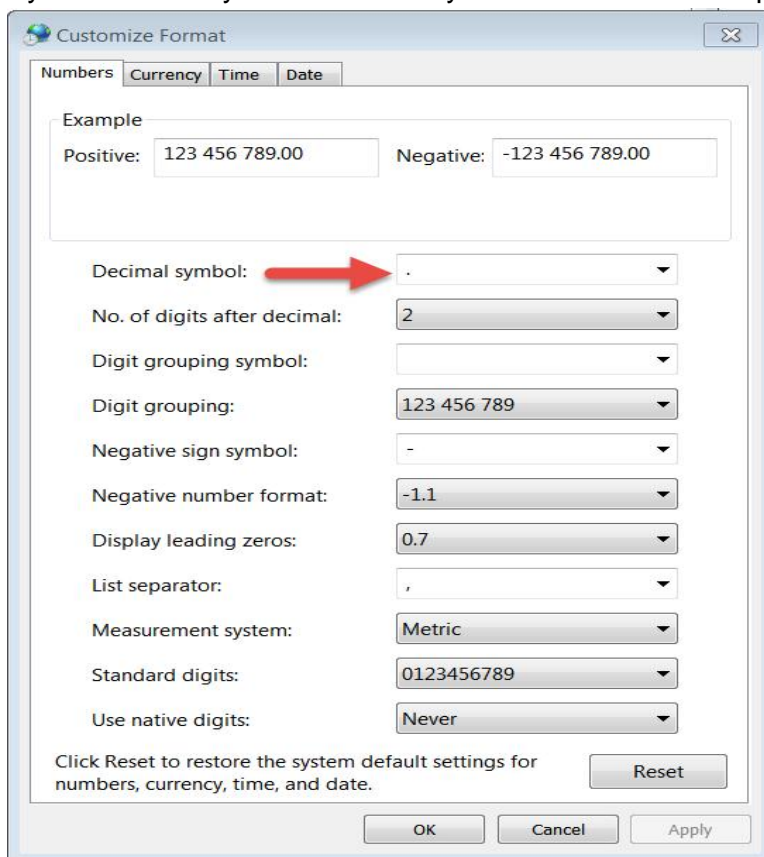 Customize Format
Numbers Currency Time Date
Example
Positive: 123 456 789.00 Negative: -123 456 789.00
Decimal symbol: .
No. of digits after decimal: 2
Digit grouping symbol:
Digit grouping: 123 456 789
Negative sign symbol: -
Negative number format: -1.1
Display leading zeros: 0.7
List separator: ,
Measurement system: Metric
Standard digits: 0123456789
Use native digits: Never
Click Reset to restore the system default settings for
numbers, currency, time, and date.
Reset
OK Cancel Apply